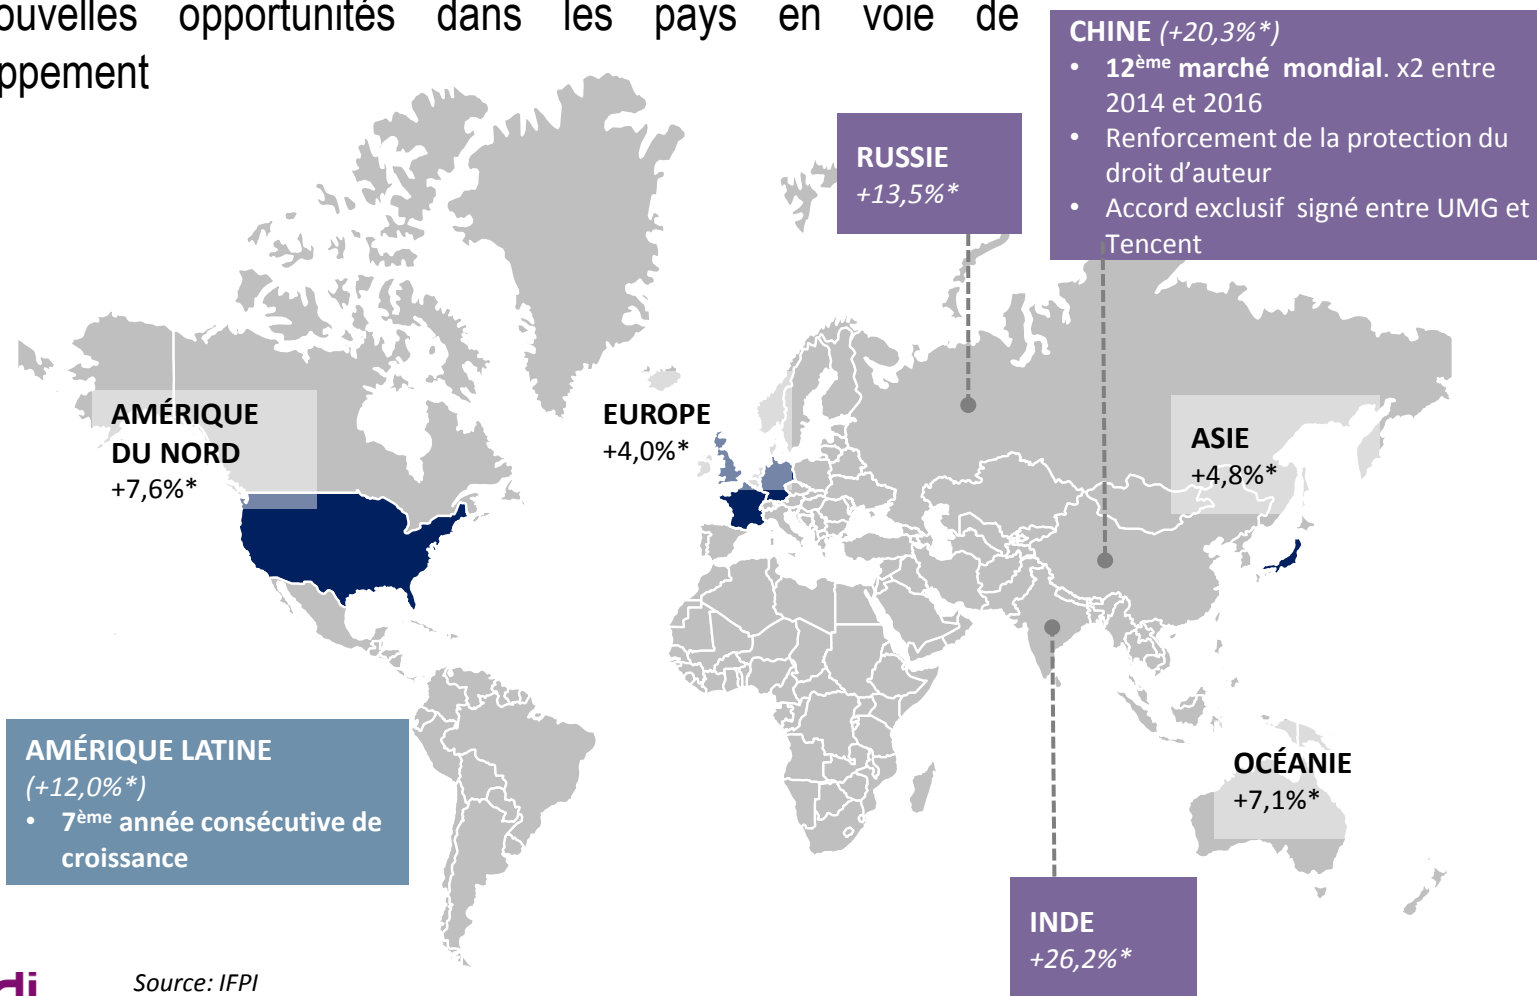 ouvelles opportunités dans les pays en voie de
ppement
CHINE (+20,3%*)
• 12ème marché mondial. x2 entre
2014 et 2016
• Renforcement de la protection du
droit d’auteur
• Accord exclusif signé entre UMG et
Tencent
RUSSIE
+13,5%*
AMÉRIQUE
DU NORD
+7,6%*
EUROPE
+4,0%*
ASIE
+4,8%*
AMÉRIQUE LATINE
(+12,0%*)
• 7ème année consécutive de
croissance
OCÉANIE
+7,1%*
INDE
+26,2%*
Source: IFPI